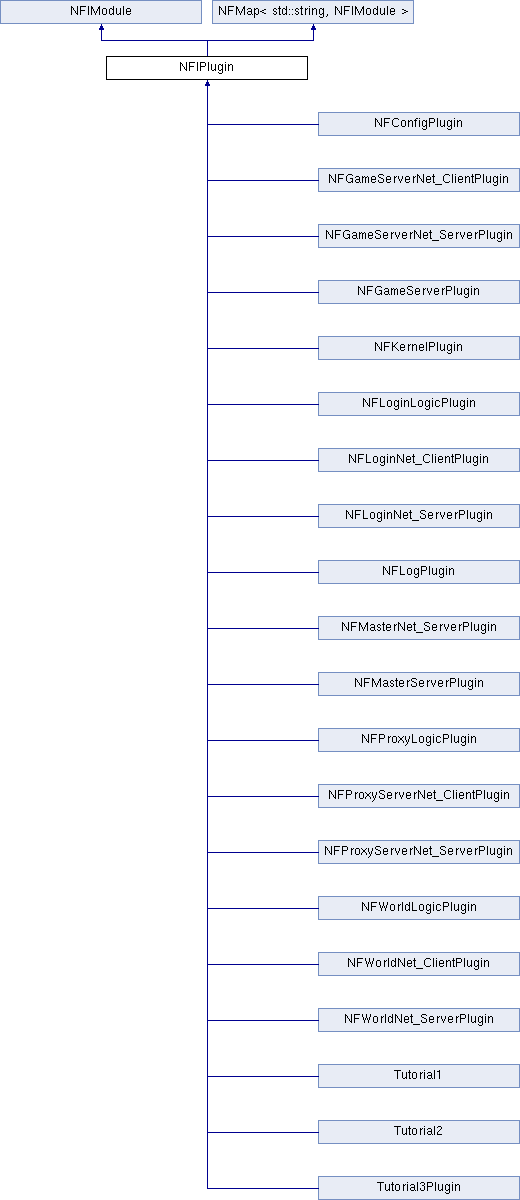 NFIModule
NFMap< std::string, NFIModule >
NFIPlugin
NFConfigPlugin
NFGameServerNet_ClientPlugin
NFGameServerNet_ServerPlugin
NFGameServerPlugin
NFKernelPlugin
NFLoginLogicPlugin
NFLoginNet_ClientPlugin
NFLoginNet_ServerPlugin
NFLogPlugin
NFMasterNet_ServerPlugin
NFMasterServerPlugin
NFProxyLogicPlugin
NFProxyServerNet_ClientPlugin
NFProxyServerNet_ServerPlugin
NFWorldLogicPlugin
NFWorldNet_ClientPlugin
NFWorldNet_ServerPlugin
Tutorial1
Tutorial2
Tutorial3Plugin